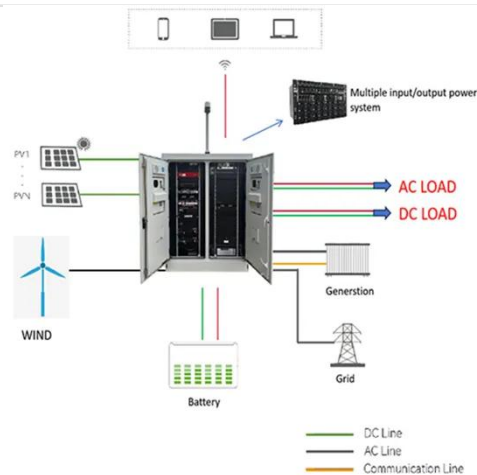 Multiple input/output power
system
PV1
PVN
AC LOAD
DC LOAD
WIND
Generstion
Battery
Grid
DC Line
AC Line
Communication Line